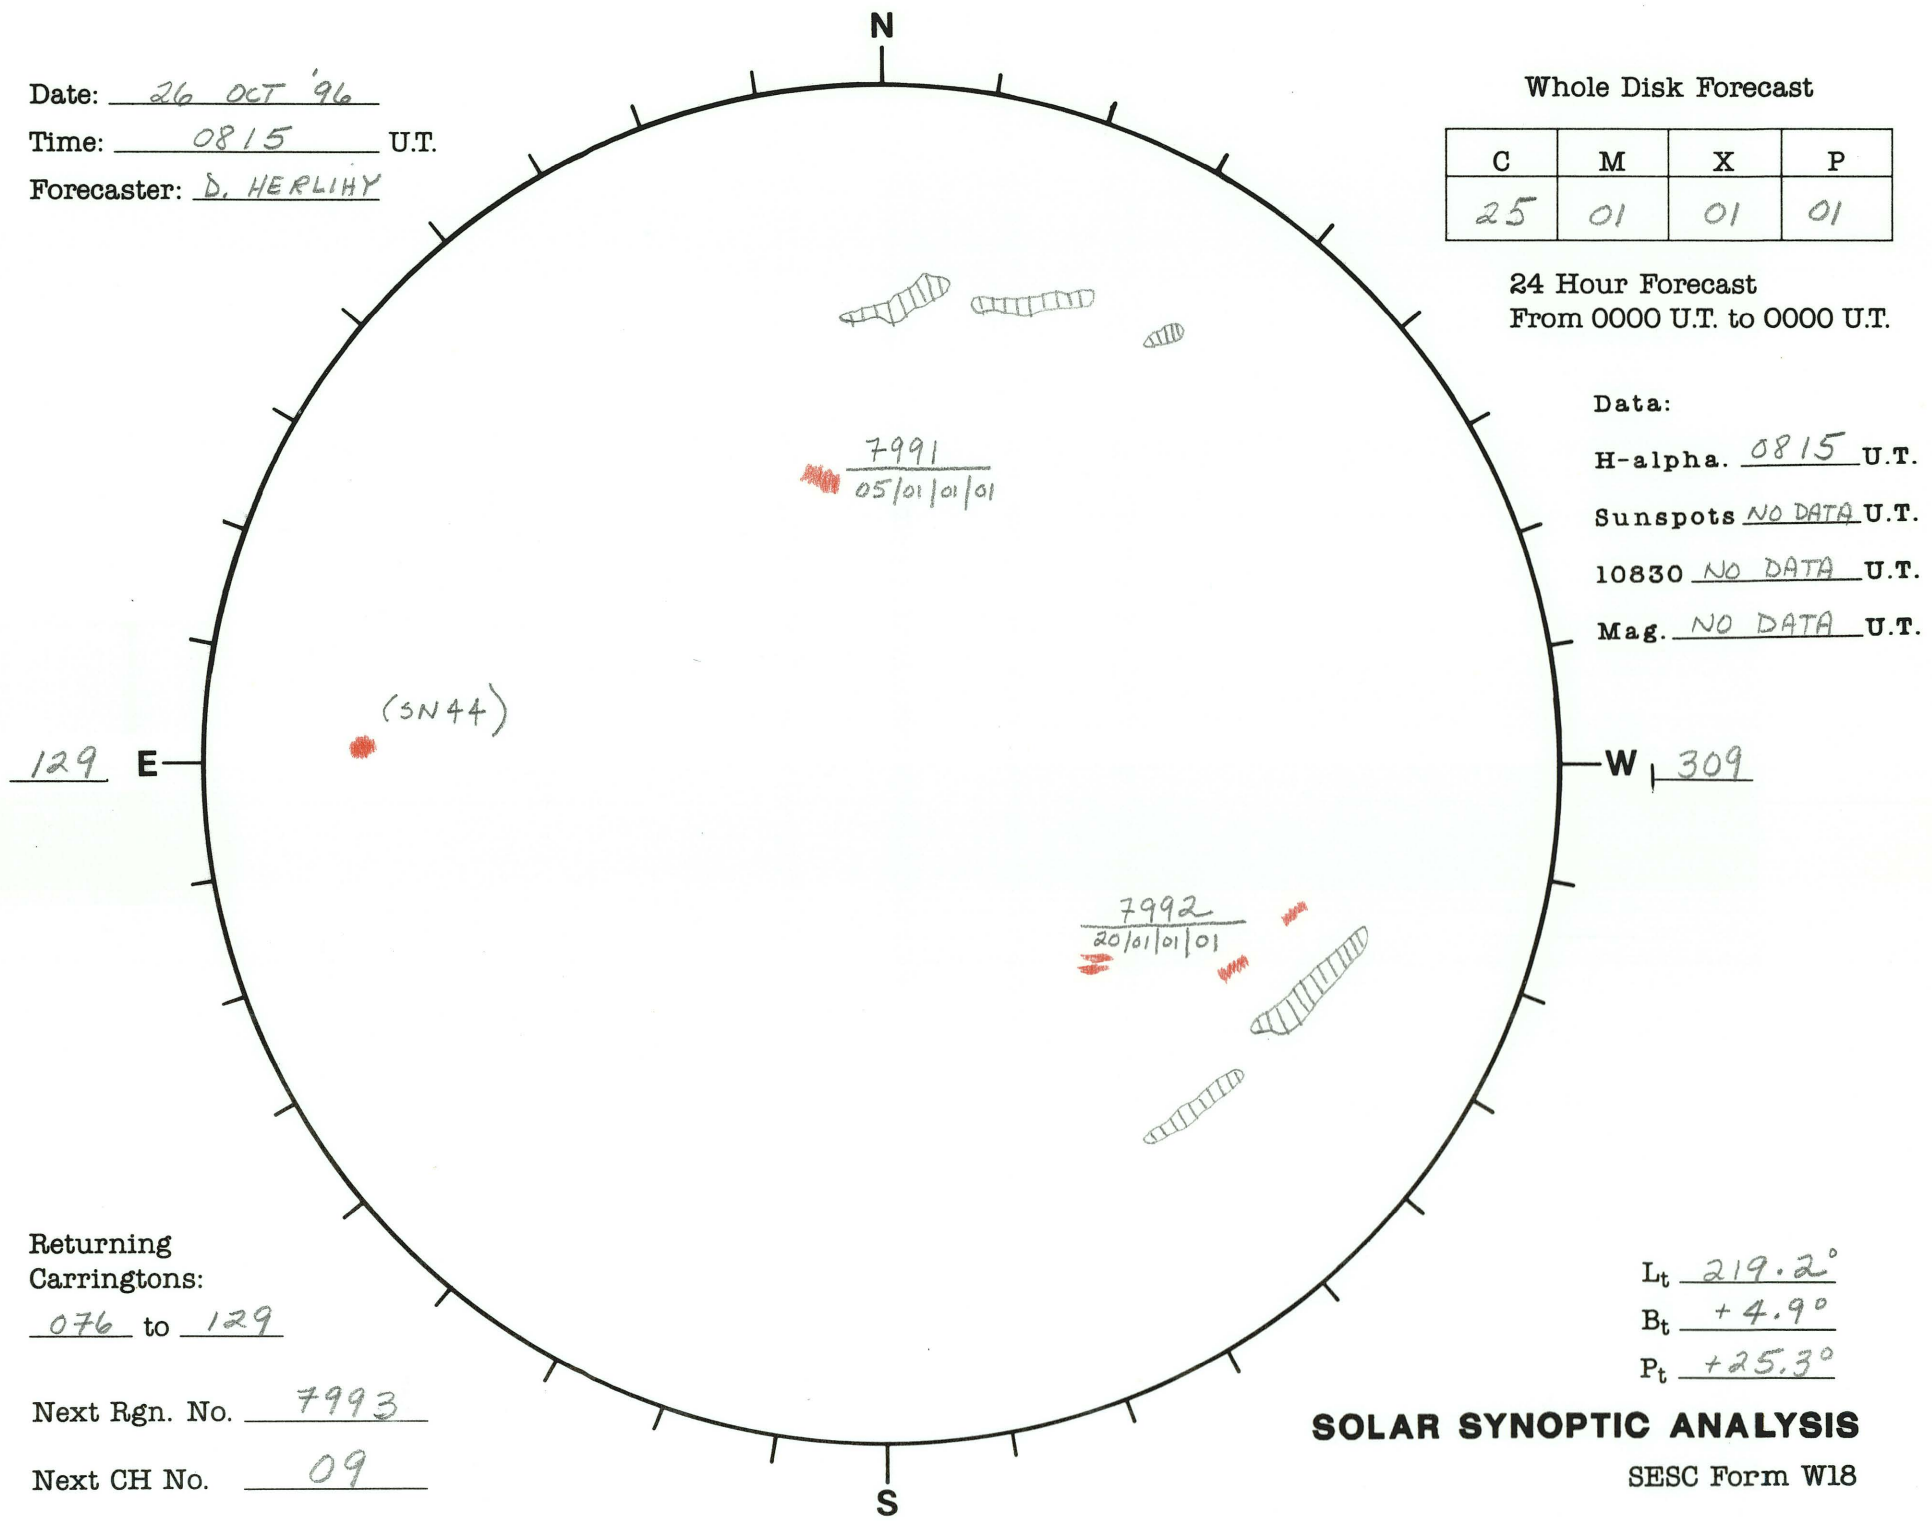 N
Date: 26 OCT '96
Time: 0815 U.T.
Forecaster: D. HERLIHY
Whole Disk Forecast
C M X P
25 01 01 01
24 Hour Forecast
From 0000 U.T. to 0000 U.T.
Data:
H-alpha. 0815 U.T.
Sunspots NO DATA U.T.
10830 NO DATA U.T.
Mag. NO DATA U.T.
7991
05/01/01/01
(SN44)
129 E
W 309
7992
20/01/01/01
Returning
Carringtons:
076 to 129
Next Rgn. No. 7993
Next CH No. 09
Lt 219.2°
Bt +4.9°
Pt +25.3°
SOLAR SYNOPTIC ANALYSIS
SESC Form W18
S